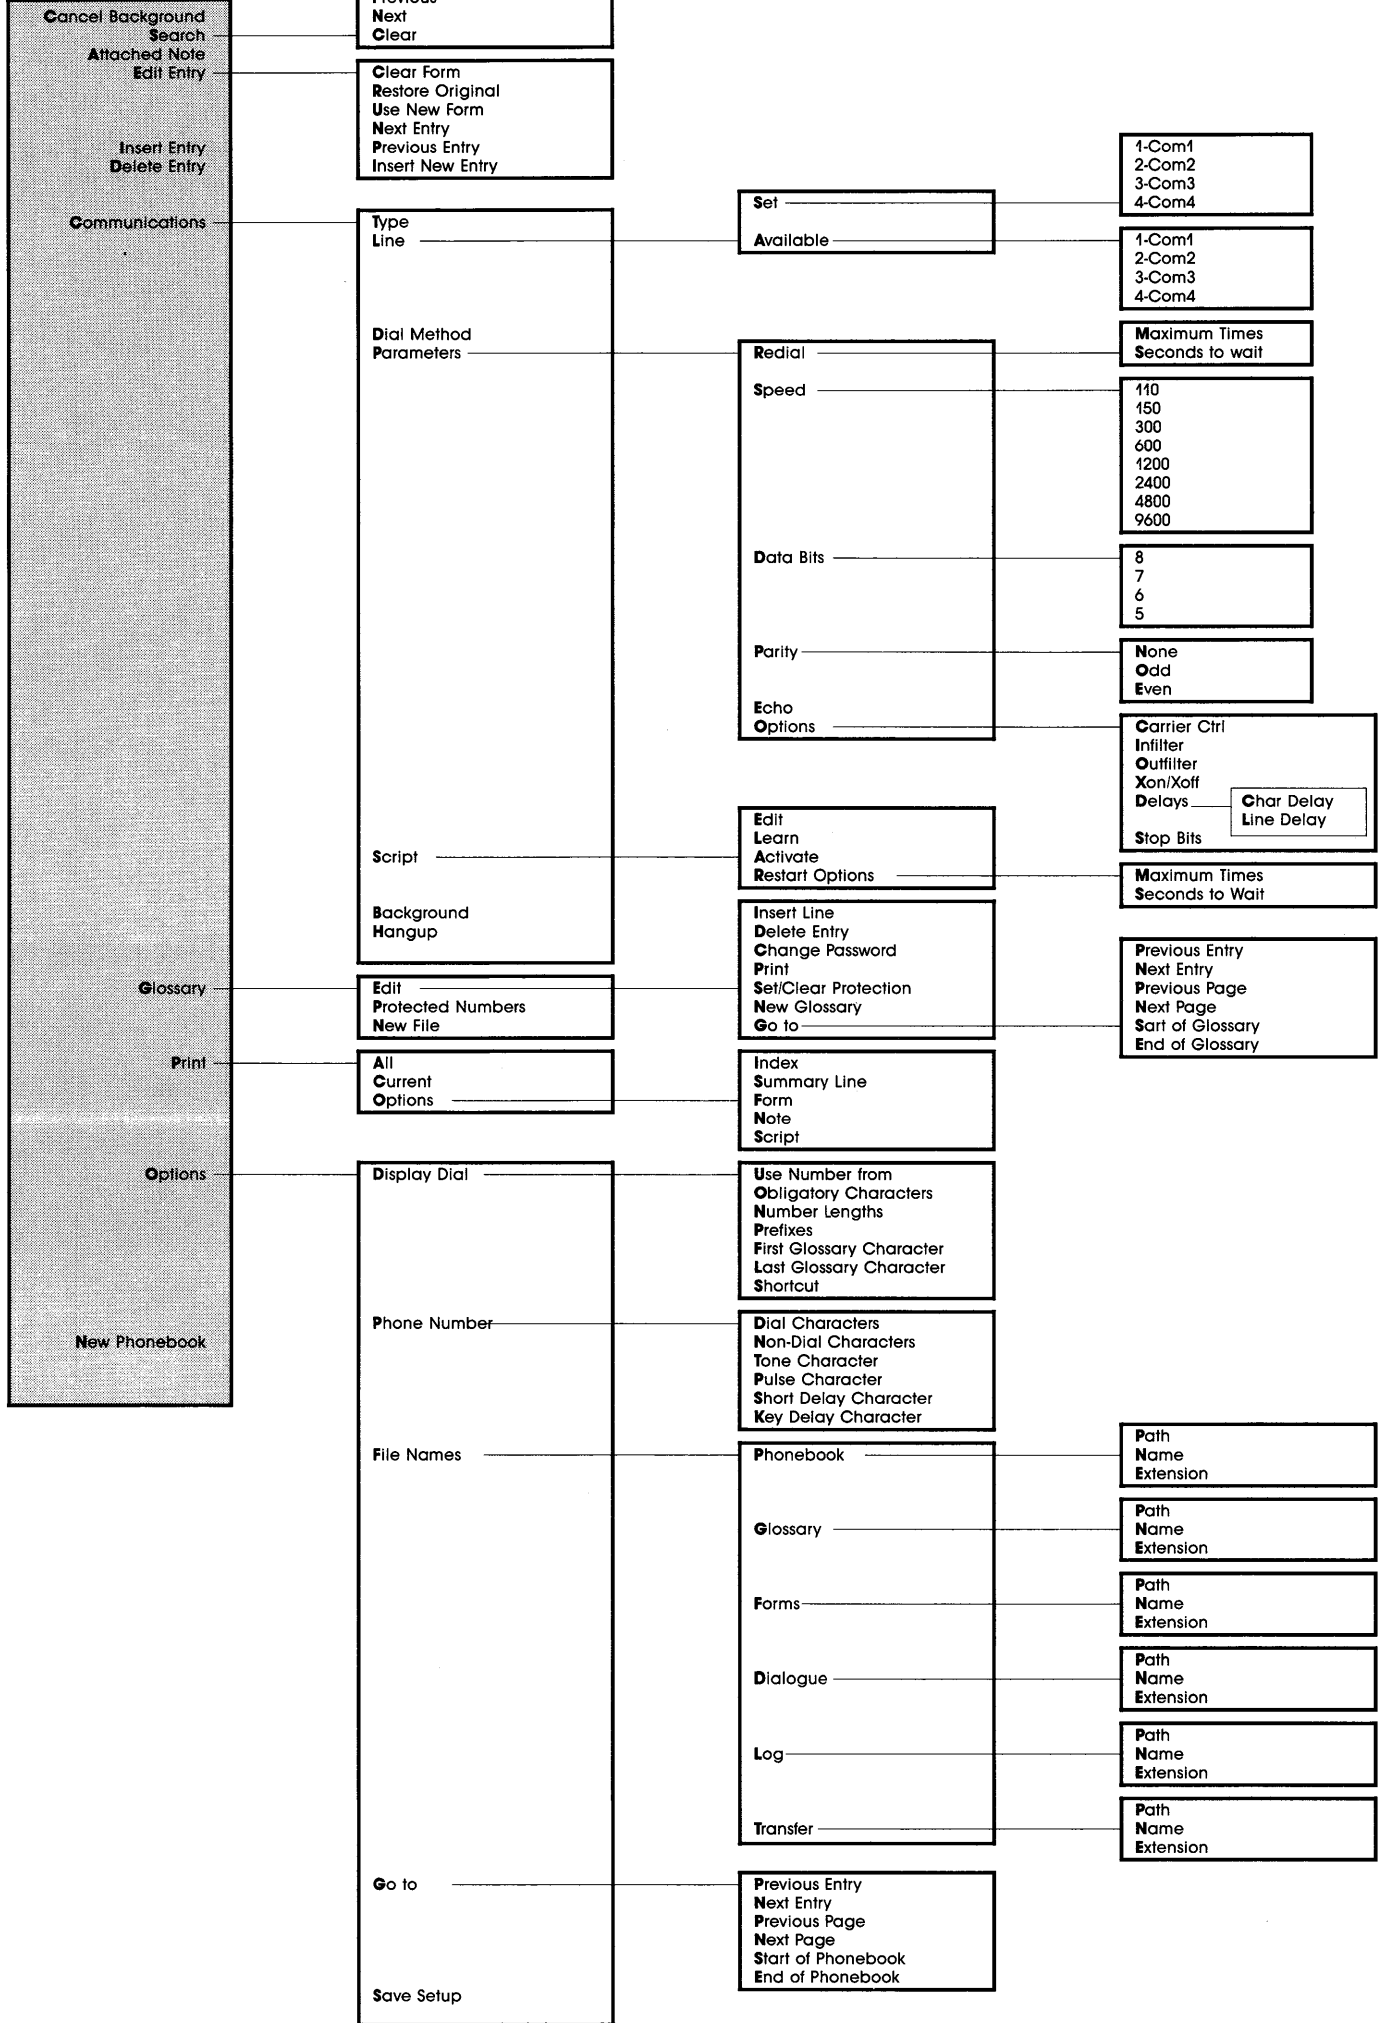 Cancel Background
Search
Attached Note
Edit Entry
Insert Entry
Delete Entry
Communications
Glossary
Print
Options
New Phonebook
Previous
Next
Clear
Clear Form
Restore Original
Use New Form
Next Entry
Previous Entry
Insert New Entry
Type
Line
Dial Method
Parameters
Script
Background
Hangup
Edit
Protected Numbers
New File
All
Current
Options
Display Dial
Phone Number
File Names
Go to
Save Setup
Set
Available
Redial
Speed
Data Bits
Parity
Echo
Options
Edit
Learn
Activate
Restart Options
Insert Line
Delete Entry
Change Password
Print
Set/Clear Protection
New Glossary
Go to
Index
Summary Line
Form
Note
Script
Use Number from
Obligatory Characters
Number Lengths
Prefixes
First Glossary Character
Last Glossary Character
Shortcut
Dial Characters
Non-Dial Characters
Tone Character
Pulse Character
Short Delay Character
Key Delay Character
Phonebook
Glossary
Forms
Dialogue
Log
Transfer
Previous Entry
Next Entry
Previous Page
Next Page
Start of Phonebook
End of Phonebook
1-Com1
2-Com2
3-Com3
4-Com4
1-Com1
2-Com2
3-Com3
4-Com4
Maximum Times
Seconds to wait
110
150
300
600
1200
2400
4800
9600
8
7
6
5
None
Odd
Even
Carrier Ctrl
Infilter
Outfilter
Xon/Xoff
Delays
Char Delay
Line Delay
Stop Bits
Maximum Times
Seconds to Wait
Previous Entry
Next Entry
Previous Page
Next Page
Sart of Glossary
End of Glossary
Path
Name
Extension
Path
Name
Extension
Path
Name
Extension
Path
Name
Extension
Path
Name
Extension
Path
Name
Extension